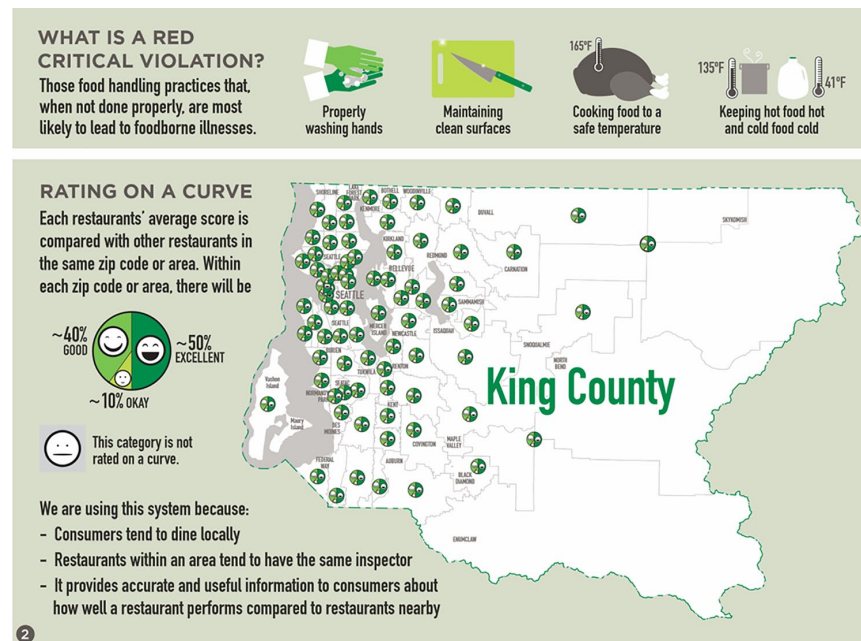 WHAT IS A RED
CRITICAL VIOLATION?
Those food handling practices that,
when not done properly, are most
likely to lead to foodborne illnesses.
Properly
washing hands
Maintaining
clean surfaces
165°F
Cooking food to a
safe temperature
135°F
41°F
Keeping hot food hot
and cold food cold
RATING ON A CURVE
Each restaurants' average score is
compared with other restaurants in
the same zip code or area. Within
each zip code or area, there will be
~40%
GOOD
~50%
EXCELLENT
~10% OKAY
This category is not
rated on a curve.
We are using this system because:
- Consumers tend to dine locally
- Restaurants within an area tend to have the same inspector
- It provides accurate and useful information to consumers about
how well a restaurant performs compared to restaurants nearby
SHORELINE
LAKE
FOREST
PARK
BOTHELL
WOODINVILLE
KENMORE
DUVALL
SKYKOMISH
KIRKLAND
SEATTLE
REDMOND
BELLEVUE
CARNATION
SEATTLE
SAMMAMISH
SEATTLE
MERCER
ISLAND
NEWCASTLE
ISSAQUAH
SNOQUALMIE
BURIEN
NORTH
BEND
TUKWILA
RENTON
King County
Vashon
Island
SEATAC
NORMANDY
PARK
KENT
Maury
Island
DES
MOINES
COVINGTON
MAPLE
VALLEY
FEDERAL
WAY
AUBURN
BLACK
DIAMOND
ENUMCLAW
2